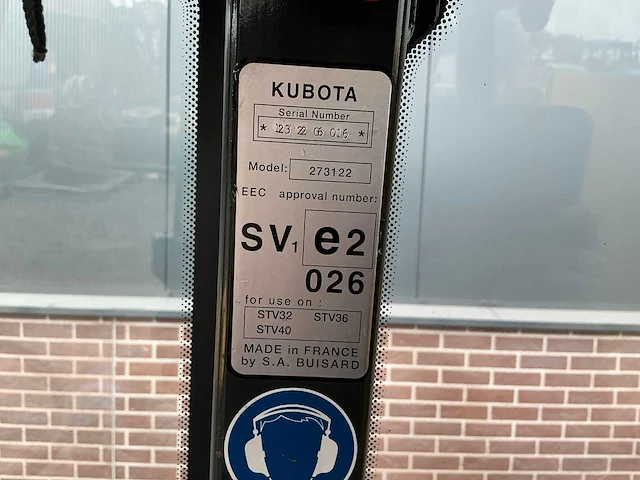 KUBOTA
Serial Number
* 123 22 06 016 *
Model: 273122
EEC approval number:
SV1 e2
026
for use on :
STV32 STV36
STV40
MADE in FRANCE
by S.A. BUISARD